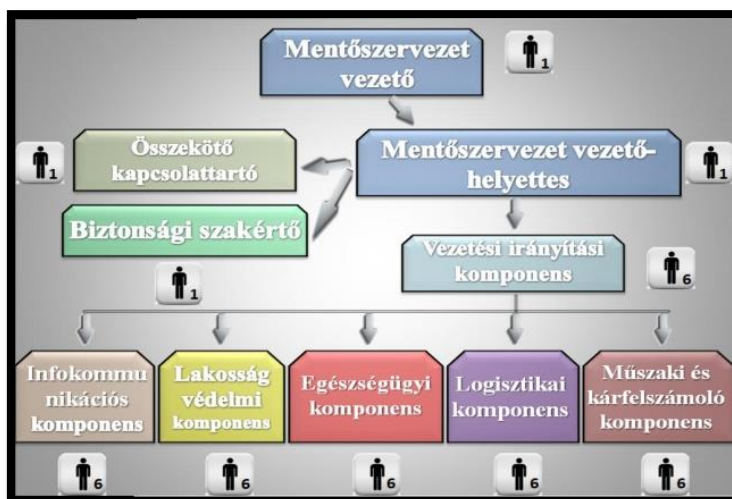 Mentőszervezet
vezető
1
Összekötő
kapcsolattartó
1
Mentőszervezet vezető-
helyettes
1
Biztonsági szakértő
1
Vezetési irányítási
komponens
6
Infokommu
nikációs
komponens
6
Lakosság
védelmi
komponens
6
Egészségügyi
komponens
6
Logisztikai
komponens
6
Műszaki és
kárfelszámoló
komponens
6